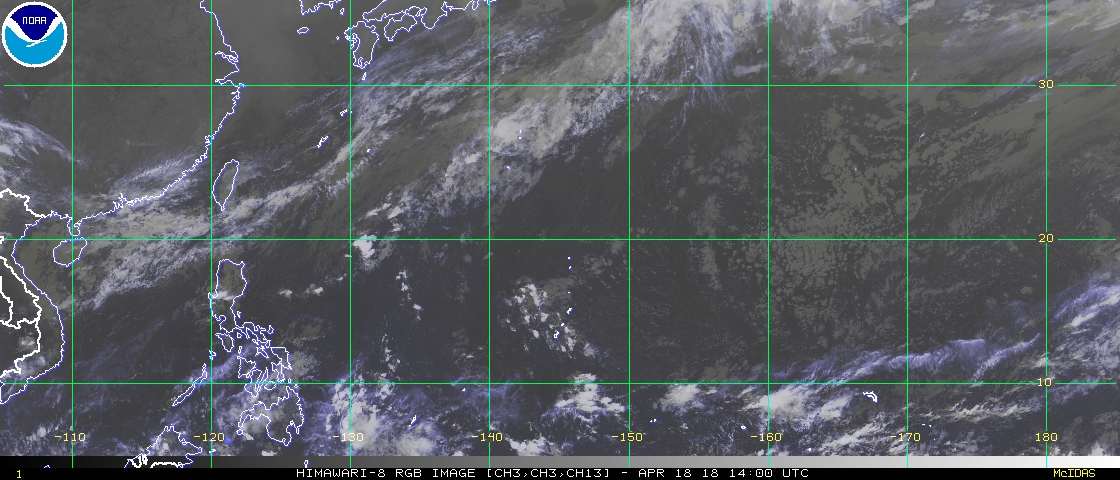 NOAA
30
20
10
-110 -120 -130 -140 -150 -160 -170 180
1 HIMAWARI-8 RGB IMAGE [CH3,CH3,CH13] - APR 18 18 14:00 UTC McIDAS